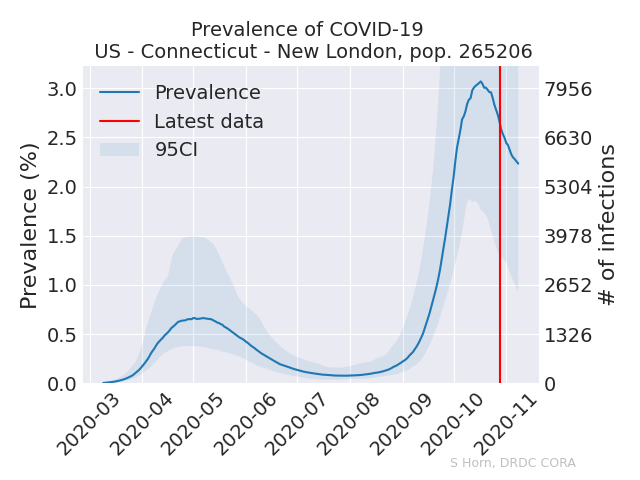 Prevalence of COVID-19
US - Connecticut - New London, pop. 265206
Prevalence (%)
3.0
2.5
2.0
1.5
1.0
0.5
0.0
Prevalence
Latest data
95CI
7956
6630
5304
3978
2652
1326
0
# of infections
2020-03
2020-04
2020-05
2020-06
2020-07
2020-08
2020-09
2020-10
2020-11
S Horn, DRDC CORA